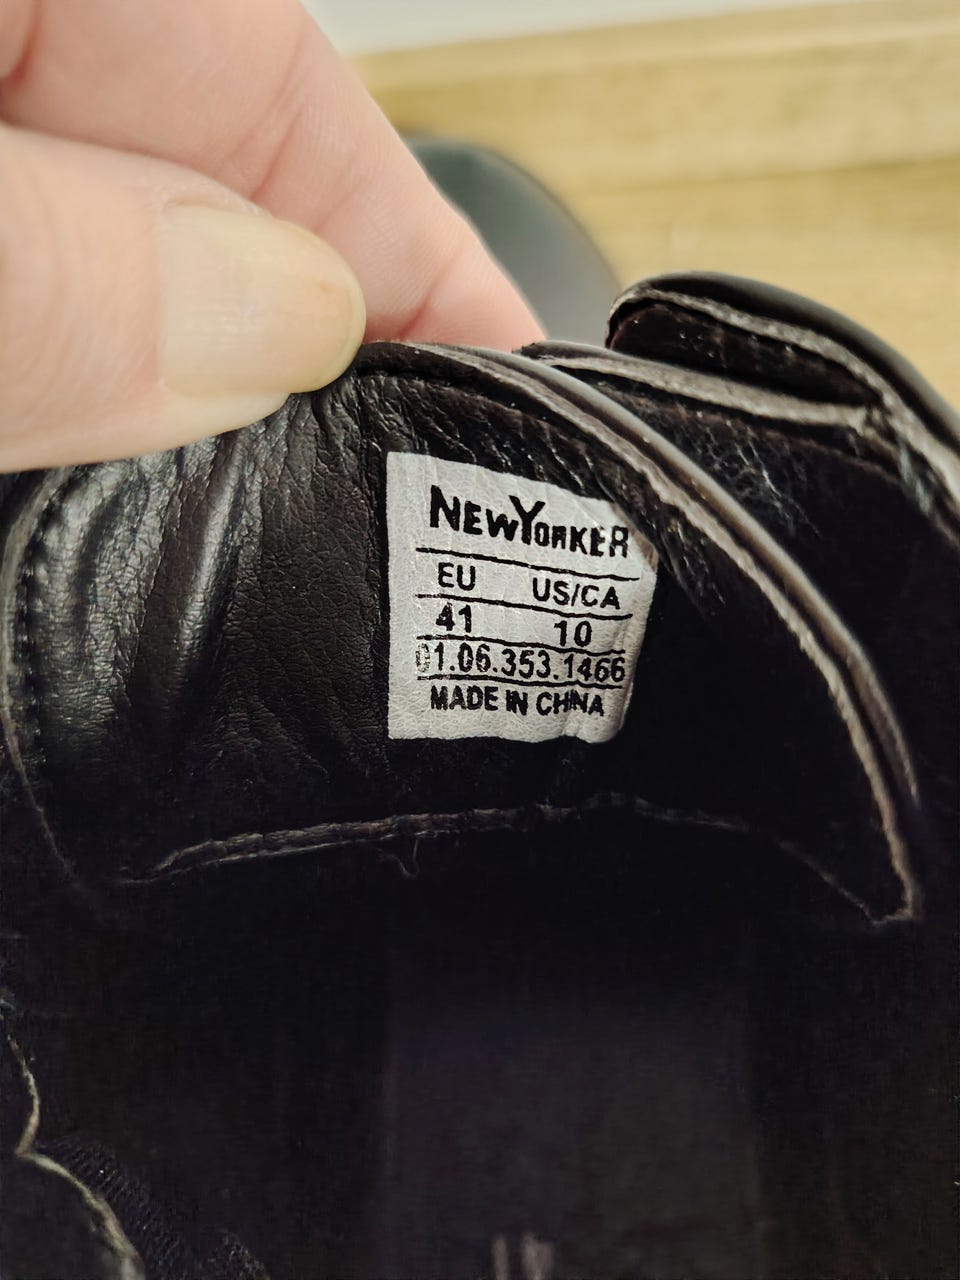 NEWYORKER
EU US/CA
41 10
01.06.353.1466
MADE IN CHINA